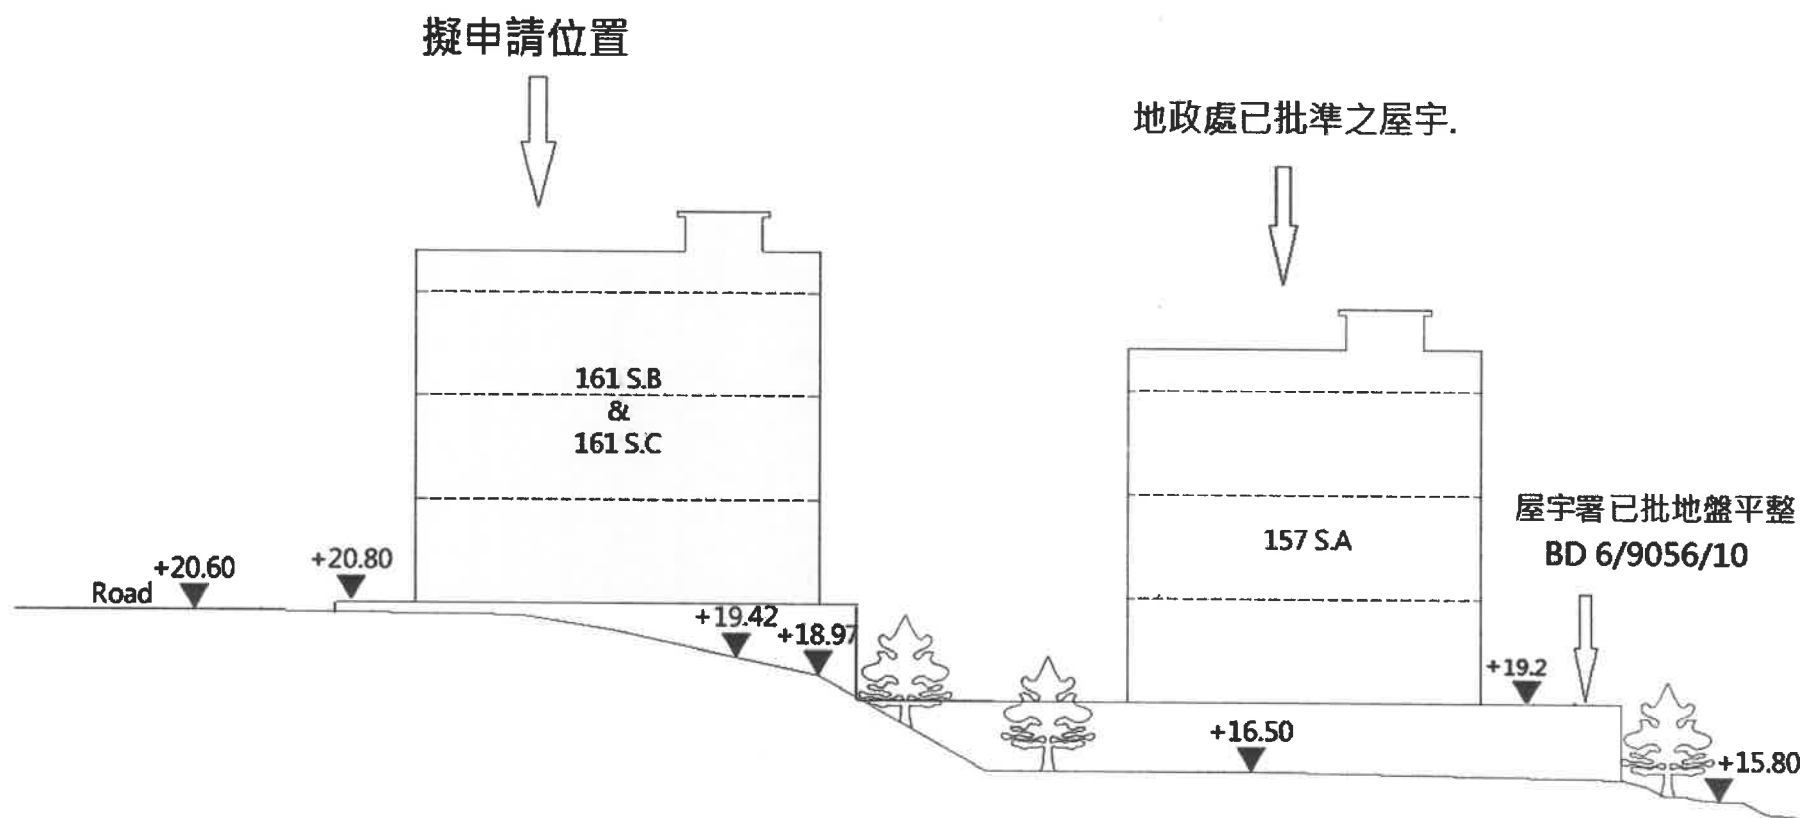 擬申請位置
地政處已批準之屋宇.
161 S.B
&
161 S.C
157 S.A
屋宇署已批地盤平整
BD 6/9056/10
Road
+20.60
+20.80
+19.42
+18.97
+19.2
+16.50
+15.80